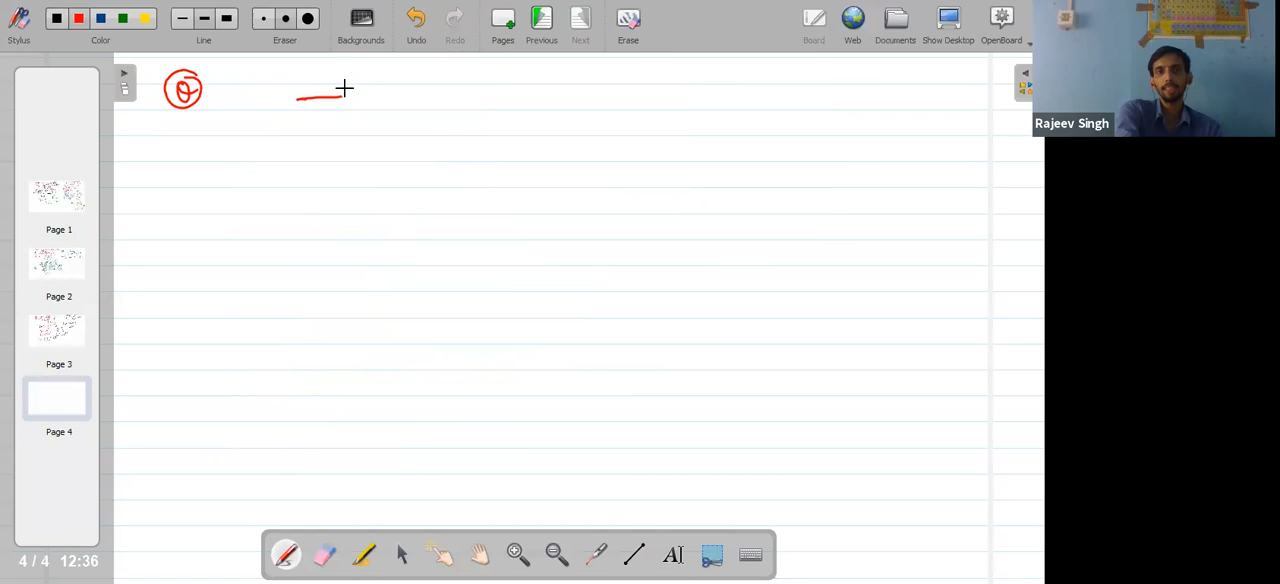 Stylus Color Line Eraser Backgrounds Undo Redo Pages Previous Next Erase Board Web Documents Show Desktop OpenBoard
Rajeev Singh
Page 1
Page 2
Page 3
Page 4
4 / 4 12:36